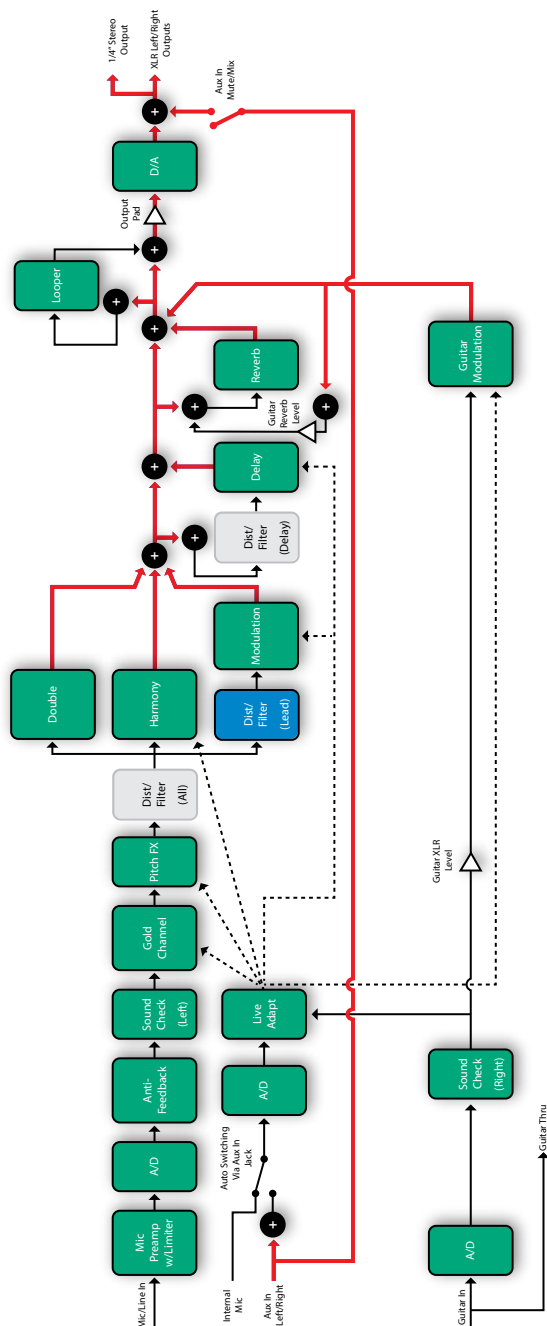 Mic/Line In
Mic
Preamp
w/LImiter
A/D
Anti-
Feedback
Sound
Check
(Left)
Gold
Channel
Pitch FX
Dist/
Filter
(All)
Double
Harmony
Dist/
Filter
(Lead)
Modulation
+
+
Dist/
Filter
(Delay)
Delay
+
+
Guitar
Reverb
Level
+
Reverb
+
+
Looper
+
Output
Pad
D/A
+
1/4" Stereo
Output
XLR Left/Right
Outputs
Aux In
Mute/Mix
Internal
Mic
Aux In
Left/Right
+
Auto Switching
Via Aux In
Jack
A/D
Live
Adapt
Guitar In
A/D
Guitar Thru
Sound
Check
(Right)
Guitar XLR
Level
Guitar
Modulation